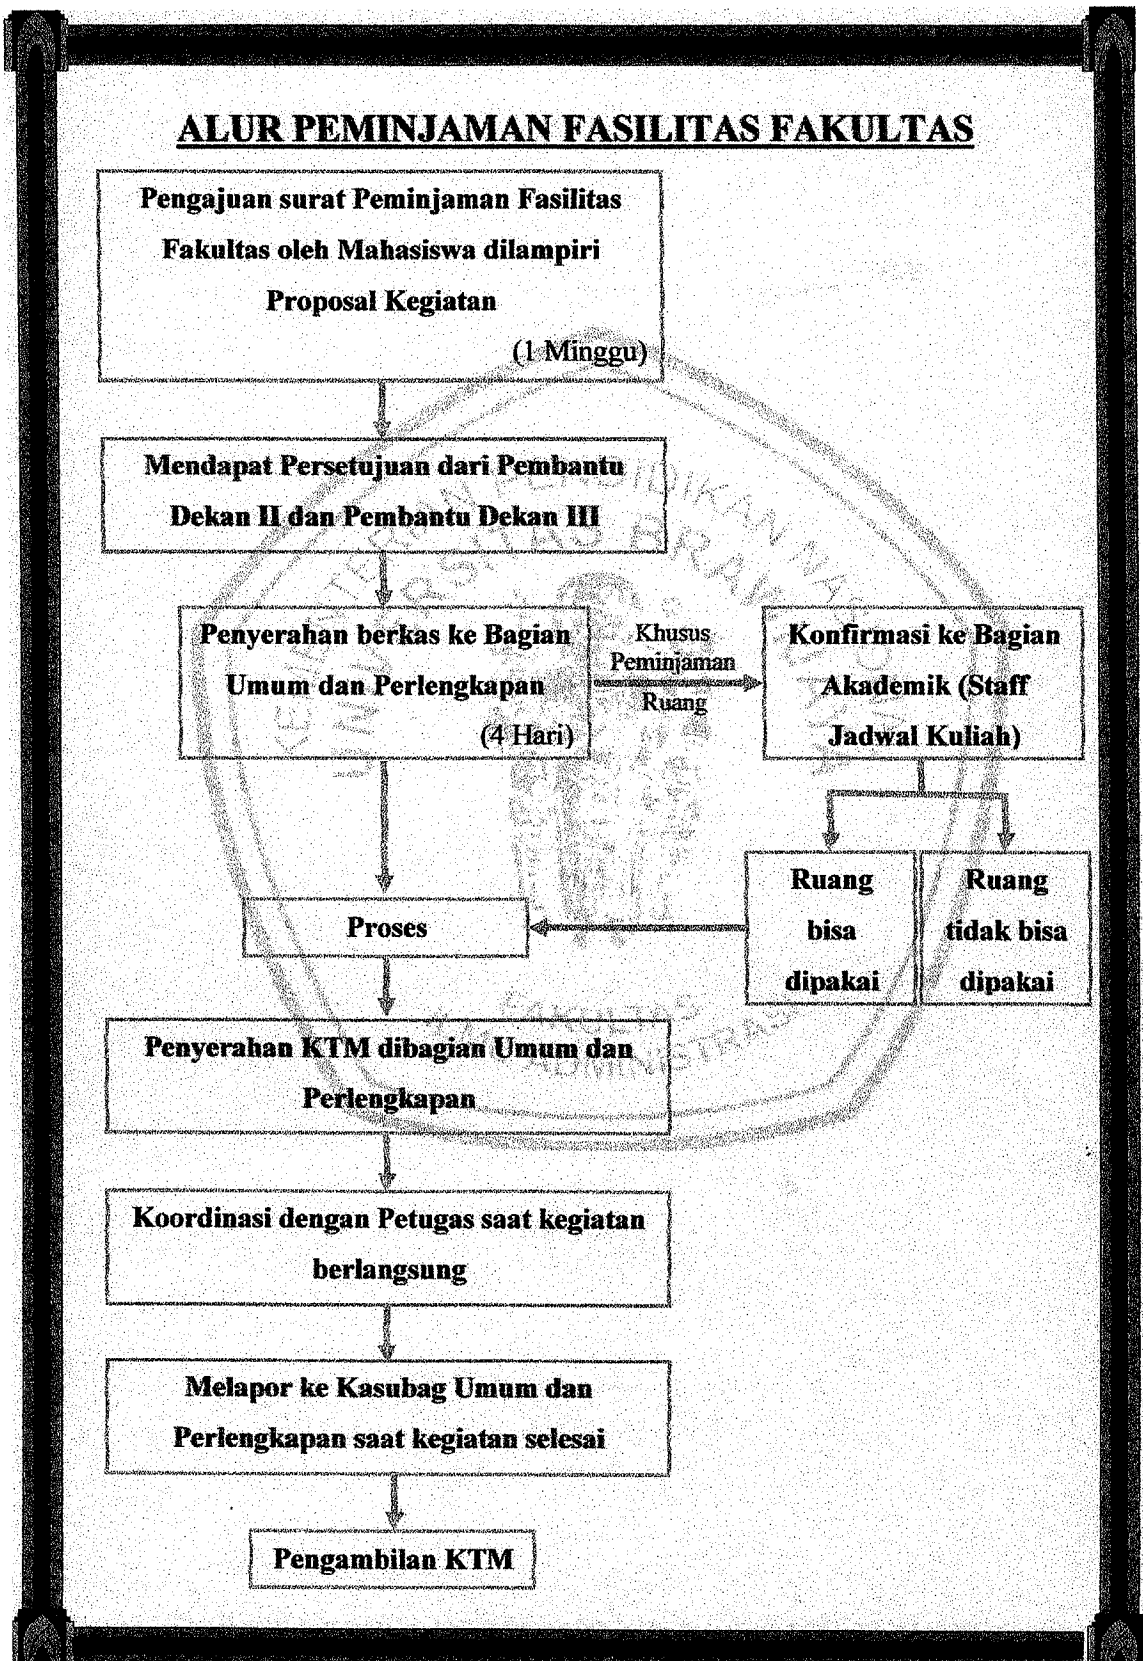 ALUR PEMINJAMAN FASILITAS FAKULTAS
Pengajuan surat Peminjaman Fasilitas
Fakultas oleh Mahasiswa dilampiri
Proposal Kegiatan
(1 Minggu)
Mendapat Persetujuan dari Pembantu
Dekan II dan Pembantu Dekan III
Penyerahan berkas ke Bagian
Umum dan Perlengkapan
(4 Hari)
Khusus
Peminjaman
Ruang
Konfirmasi ke Bagian
Akademik (Staff
Jadwal Kuliah)
Ruang
bisa
dipakai
Ruang
tidak bisa
dipakai
Proses
Penyerahan KTM dibagian Umum dan
Perlengkapan
Koordinasi dengan Petugas saat kegiatan
berlangsung
Melapor ke Kasubag Umum dan
Perlengkapan saat kegiatan selesai
Pengambilan KTM
FAKULTAS
ADMINISTRASI